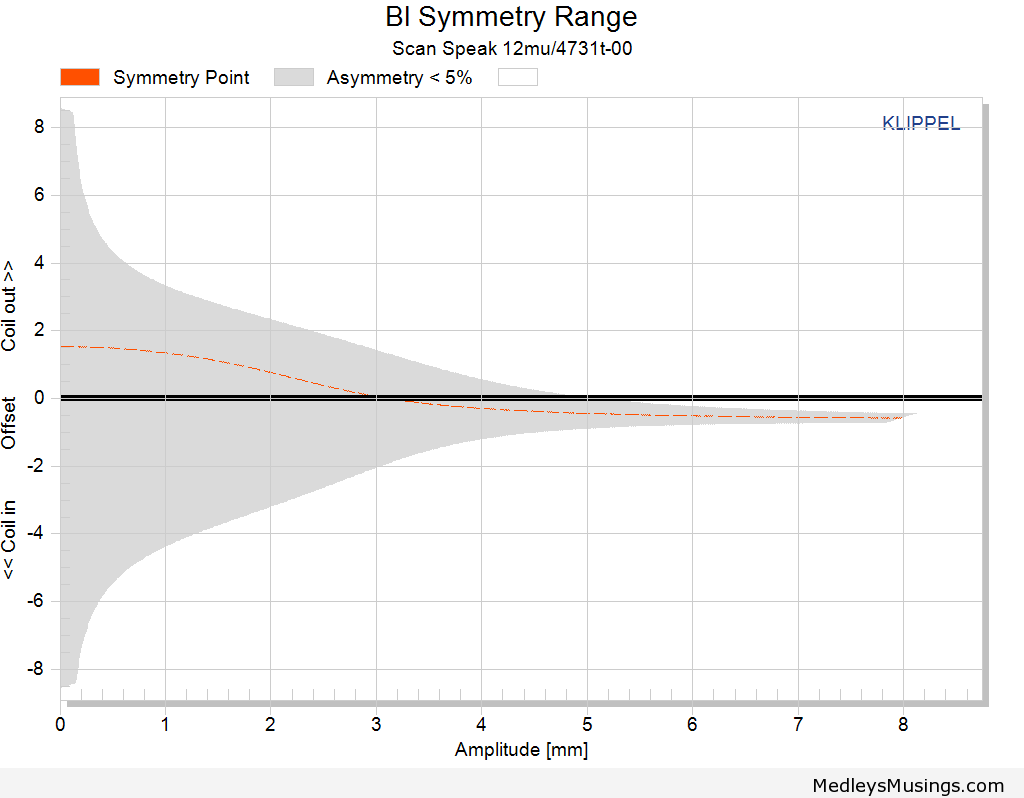 Bl Symmetry Range
Scan Speak 12mu/4731t-00
Symmetry Point Asymmetry < 5%
KLIPPEL
8
6
4
2
0
-2
-4
-6
-8
<< Coil in Offset Coil out >>
0 1 2 3 4 5 6 7 8
Amplitude [mm]
MedleysMusings.com